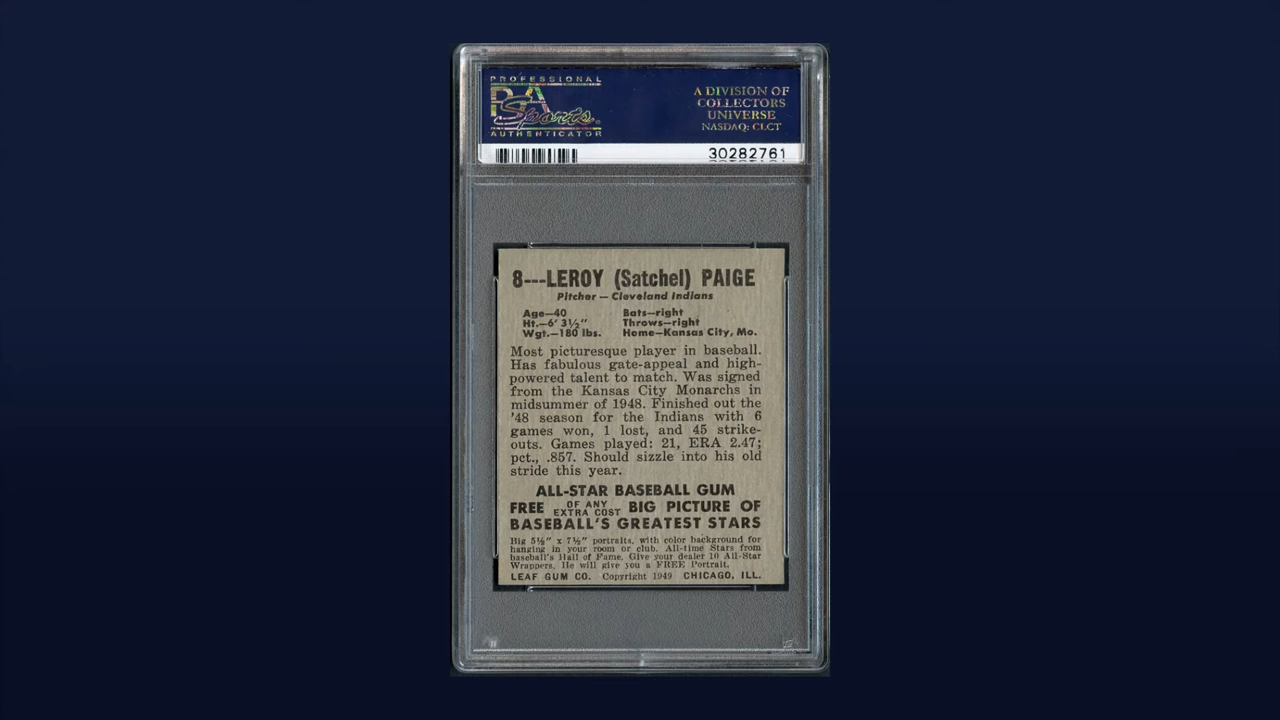 PROFESSIONAL
PSA
Sports
AUTHENTICATOR
A DIVISION OF
COLLECTORS
UNIVERSE
NASDAQ: CLCT
30282761
8---LEROY (Satchel) PAIGE
Pitcher — Cleveland Indians
Age—40 Bats—right
Ht.—6' 3½" Throws—right
Wgt.—180 lbs. Home—Kansas City, Mo.
Most picturesque player in baseball.
Has fabulous gate-appeal and high-
powered talent to match. Was signed
from the Kansas City Monarchs in
midsummer of 1948. Finished out the
'48 season for the Indians with 6
games won, 1 lost, and 45 strike-
outs. Games played: 21, ERA 2.47;
pct., .857. Should sizzle into his old
stride this year.
ALL-STAR BASEBALL GUM
FREE OF ANY EXTRA COST BIG PICTURE OF
BASEBALL'S GREATEST STARS
Big 5½" x 7½" portraits, with color background for
hanging in your room or club. All-time Stars from
baseball's Hall of Fame. Give your dealer 10 All-Star
Wrappers. He will give you a FREE Portrait.
LEAF GUM CO. Copyright 1949 CHICAGO, ILL.